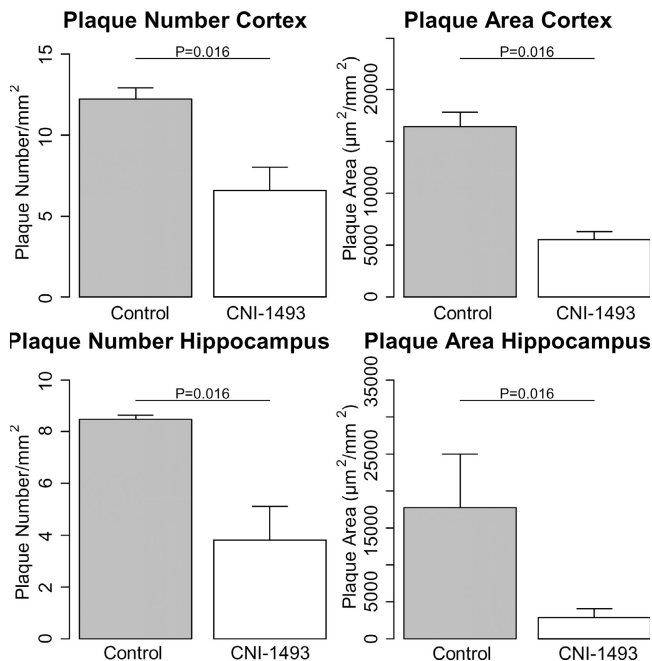 Plaque Number Cortex
Plaque Number/mm²
15
10
5
0
P=0.016
Control
CNI-1493
Plaque Area Cortex
Plaque Area (µm²/mm²)
20000
10000
5000
0
P=0.016
Control
CNI-1493
Plaque Number Hippocampus
Plaque Number/mm²
10
8
6
4
2
0
P=0.016
Control
CNI-1493
Plaque Area Hippocampus
Plaque Area (µm²/mm²)
35000
25000
15000
5000
0
P=0.016
Control
CNI-1493